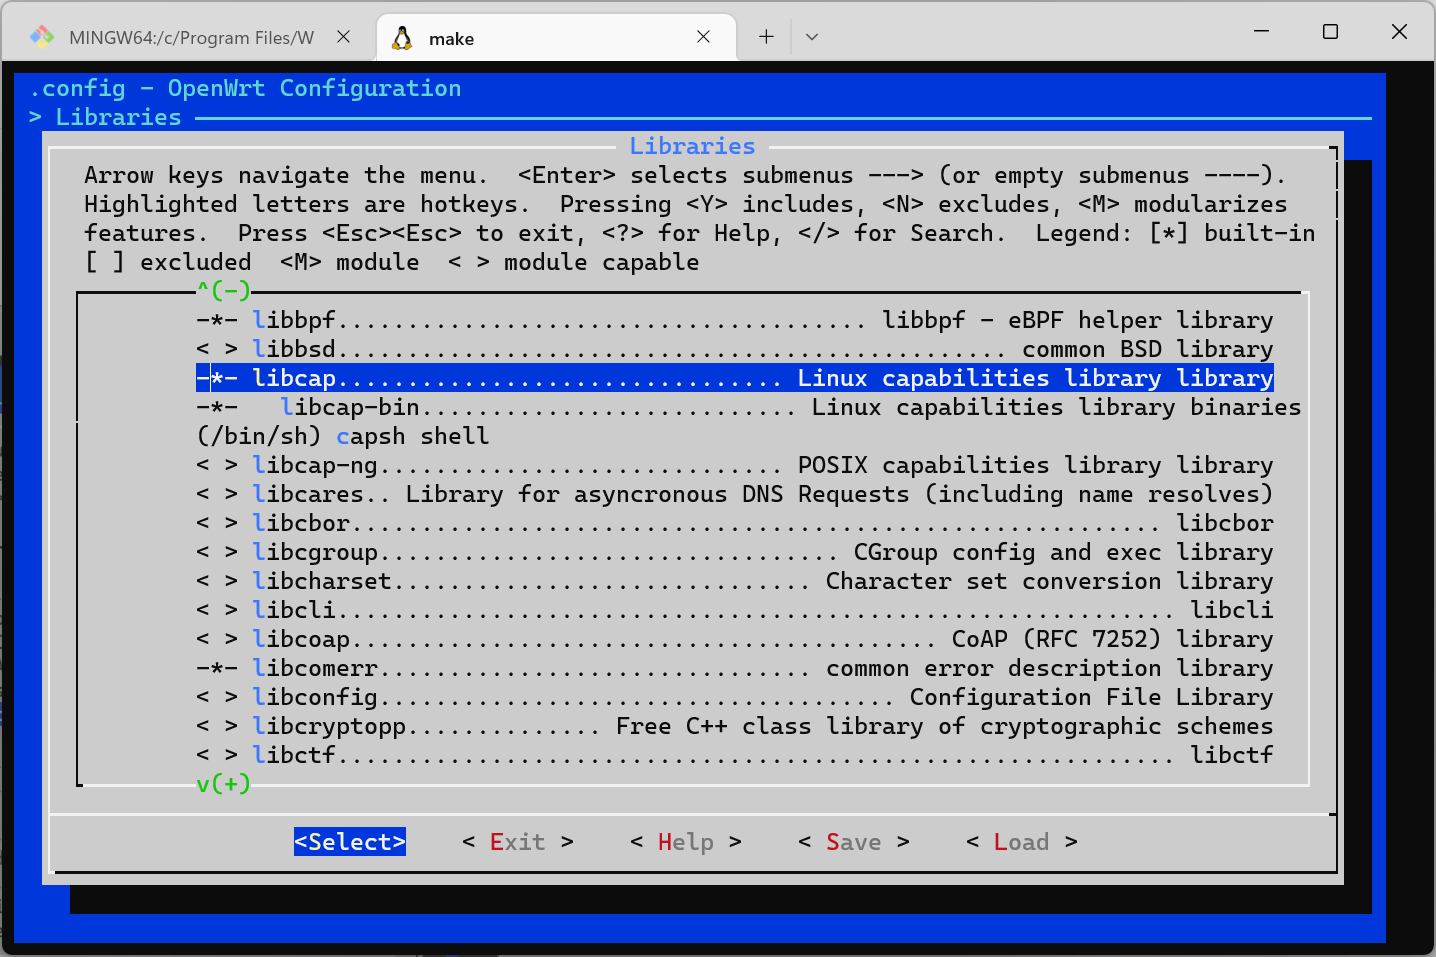 MINGW64:/c/Program Files/W
make
.config - OpenWrt Configuration
> Libraries
Libraries
Arrow keys navigate the menu.  <Enter> selects submenus ---> (or empty submenus ----).
Highlighted letters are hotkeys.  Pressing <Y> includes, <N> excludes, <M> modularizes
features.  Press <Esc><Esc> to exit, <?> for Help, </> for Search.  Legend: [*] built-in
[ ] excluded  <M> module  < > module capable
^(-)
-*- libbpf...................................... libbpf - eBPF helper library
< > libbsd................................................ common BSD library
-*- libcap................................ Linux capabilities library library
-*-   libcap-bin........................... Linux capabilities library binaries
(/bin/sh) capsh shell
< > libcap-ng............................. POSIX capabilities library library
< > libcares.. Library for asyncronous DNS Requests (including name resolves)
< > libcbor.......................................................... libcbor
< > libcgroup................................. CGroup config and exec library
< > libcharset.............................. Character set conversion library
< > libcli............................................................ libcli
< > libcoap.......................................... CoAP (RFC 7252) library
-*- libcomerr............................... common error description library
< > libconfig..................................... Configuration File Library
< > libcryptopp.............. Free C++ class library of cryptographic schemes
< > libctf............................................................ libctf
v(+)
<Select>    < Exit >    < Help >    < Save >    < Load >